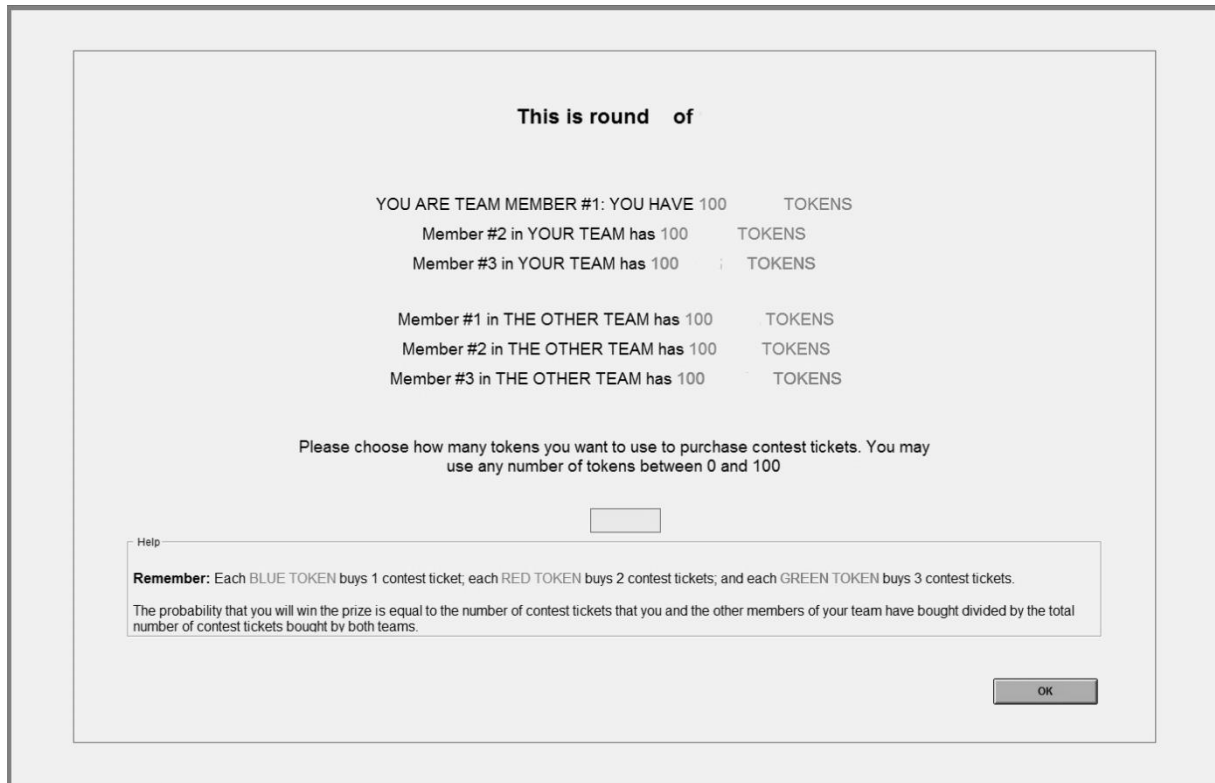 This is round of
YOU ARE TEAM MEMBER #1: YOU HAVE 100 TOKENS
Member #2 in YOUR TEAM has 100 TOKENS
Member #3 in YOUR TEAM has 100 TOKENS
Member #1 in THE OTHER TEAM has 100 TOKENS
Member #2 in THE OTHER TEAM has 100 TOKENS
Member #3 in THE OTHER TEAM has 100 TOKENS
Please choose how many tokens you want to use to purchase contest tickets. You may
use any number of tokens between 0 and 100
Help
Remember: Each BLUE TOKEN buys 1 contest ticket; each RED TOKEN buys 2 contest tickets; and each GREEN TOKEN buys 3 contest tickets.
The probability that you will win the prize is equal to the number of contest tickets that you and the other members of your team have bought divided by the total
number of contest tickets bought by both teams.
OK